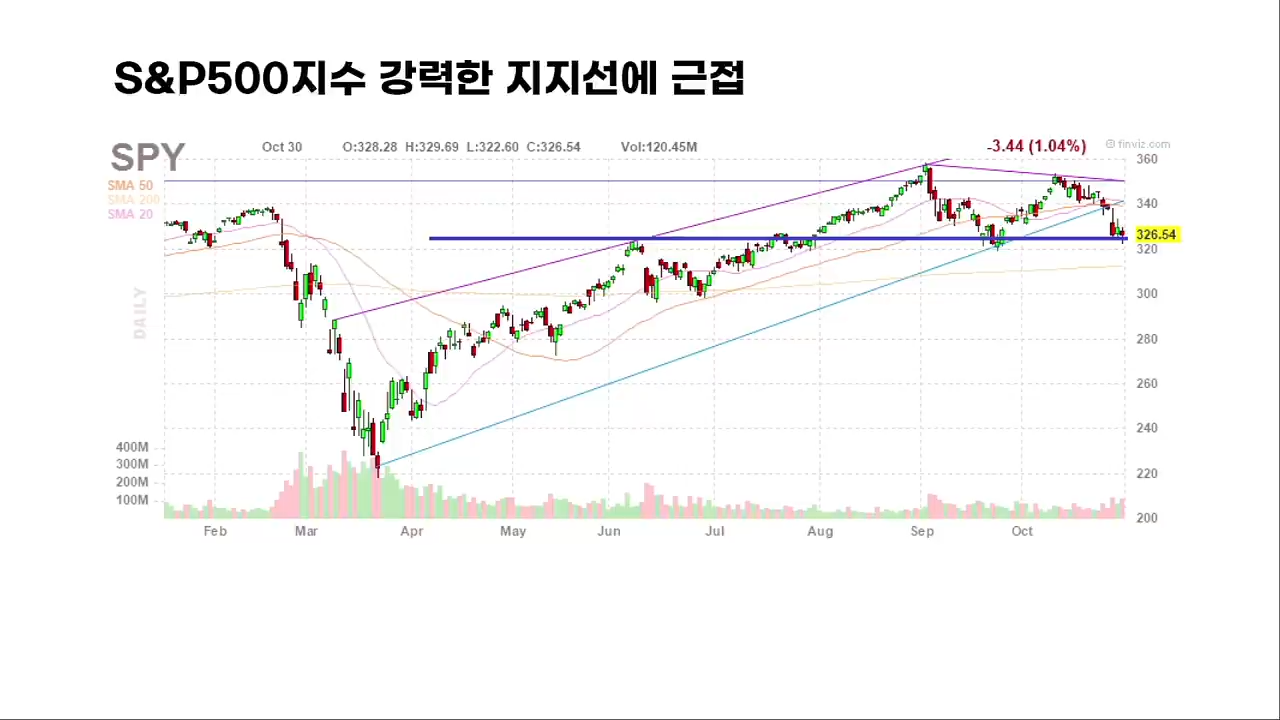 S&P500지수 강력한 지지선에 근접
SPY Oct 30 O:328.28 H:329.69 L:322.60 C:326.54 Vol:120.45M -3.44 (1.04%) © finviz.com
SMA 50
SMA 200
SMA 20
DAILY
360
340
326.54
320
300
280
260
240
220
200
400M
300M
200M
100M
Feb Mar Apr May Jun Jul Aug Sep Oct